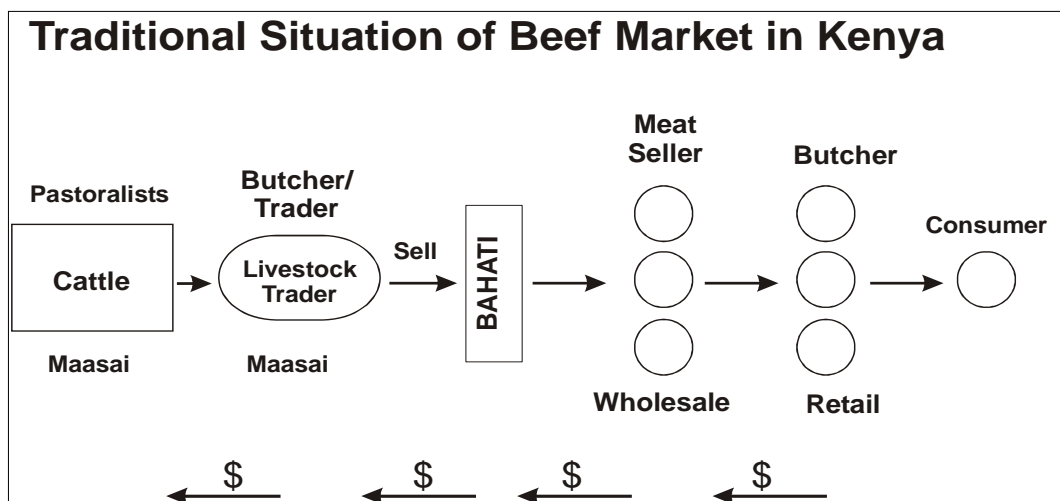 Traditional Situation of Beef Market in Kenya
Pastoralists
Cattle
Maasai
Butcher/
Trader
Livestock
Trader
Maasai
Sell
BAHATI
Meat
Seller
Wholesale
Butcher
Retail
Consumer
$
$
$
$